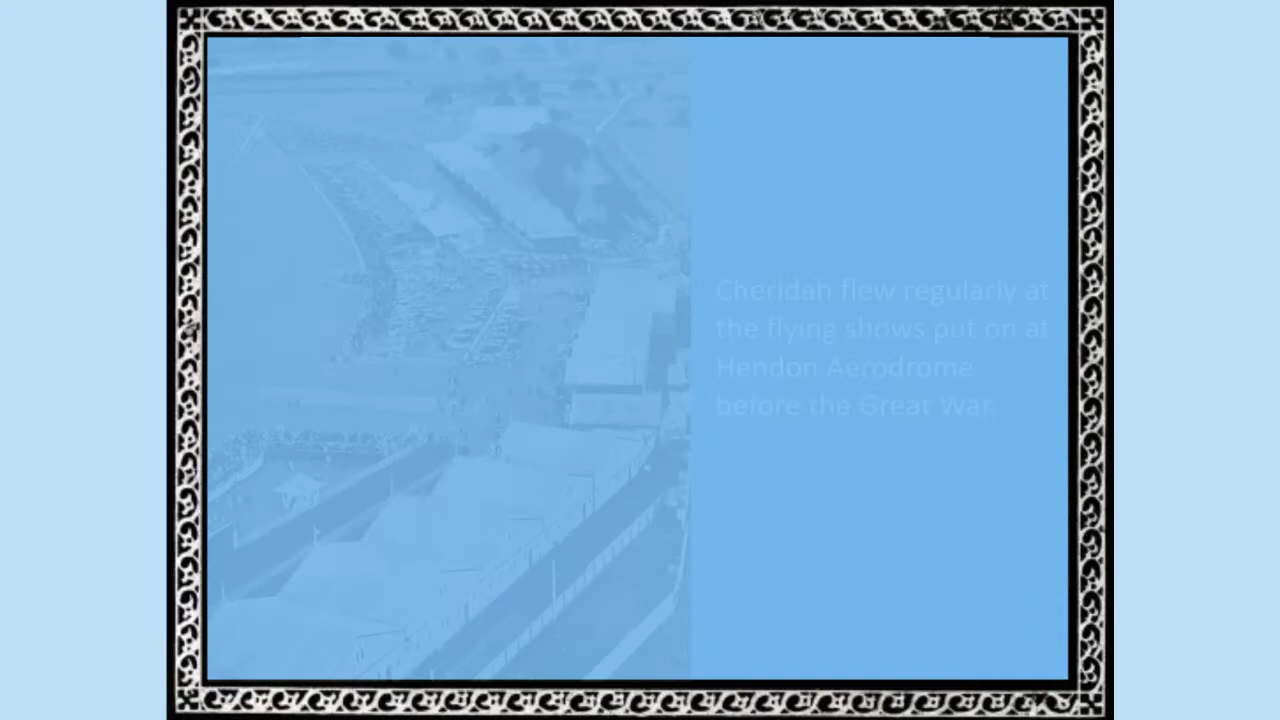 Cheridah flew regularly at
the flying shows put on at
Hendon Aerodrome
before the Great War.